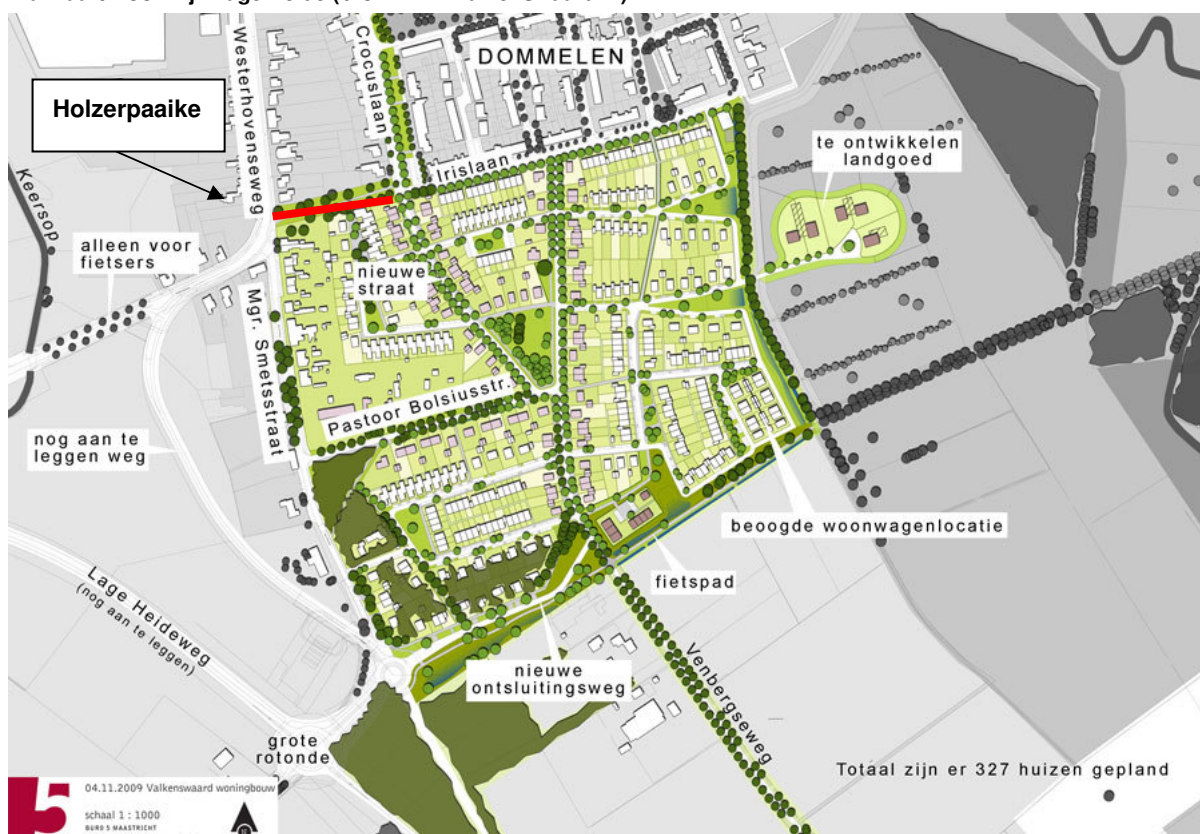 Westerhovenseweg
Crocuslaan
DOMMELEN
Holzerpaaike
Irislaan
te ontwikkelen
landgoed
Keersop
alleen voor
fietsers
nieuwe
straat
Mgr. Smetsstraat
Pastoor Bolsiusstr.
nog aan te
leggen weg
beoogde woonwagenlocatie
Lage Heideweg
(nog aan te leggen)
fietspad
nieuwe
ontsluitingsweg
Venbergseweg
grote
rotonde
Totaal zijn er 327 huizen gepland
5
04.11.2009 Valkenswaard woningbouw
schaal 1 : 1000
BURO 5 MAASTRICHT